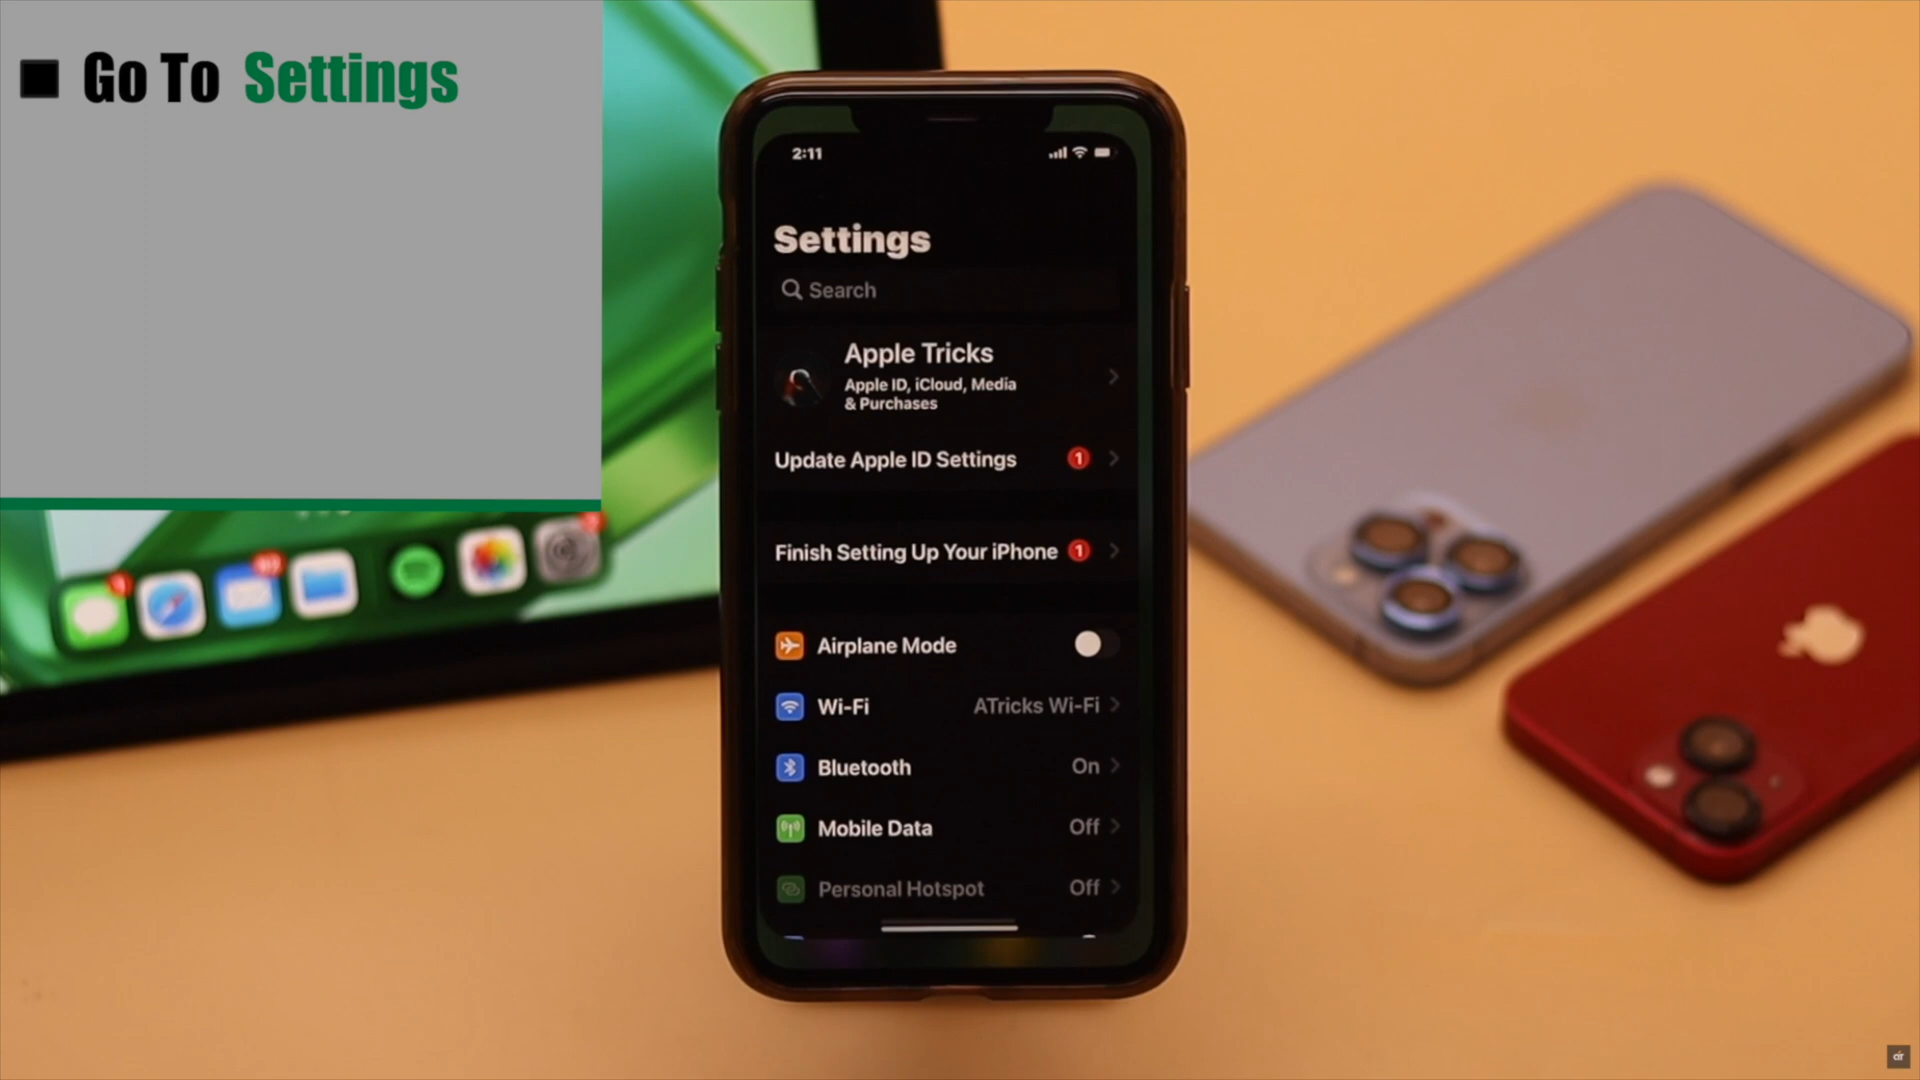 Go To Settings
2:11
Settings
Search
Apple Tricks
Apple ID, iCloud, Media
& Purchases
Update Apple ID Settings 1
Finish Setting Up Your iPhone 1
Airplane Mode
Wi-Fi ATricks Wi-Fi
Bluetooth On
Mobile Data Off
Personal Hotspot Off